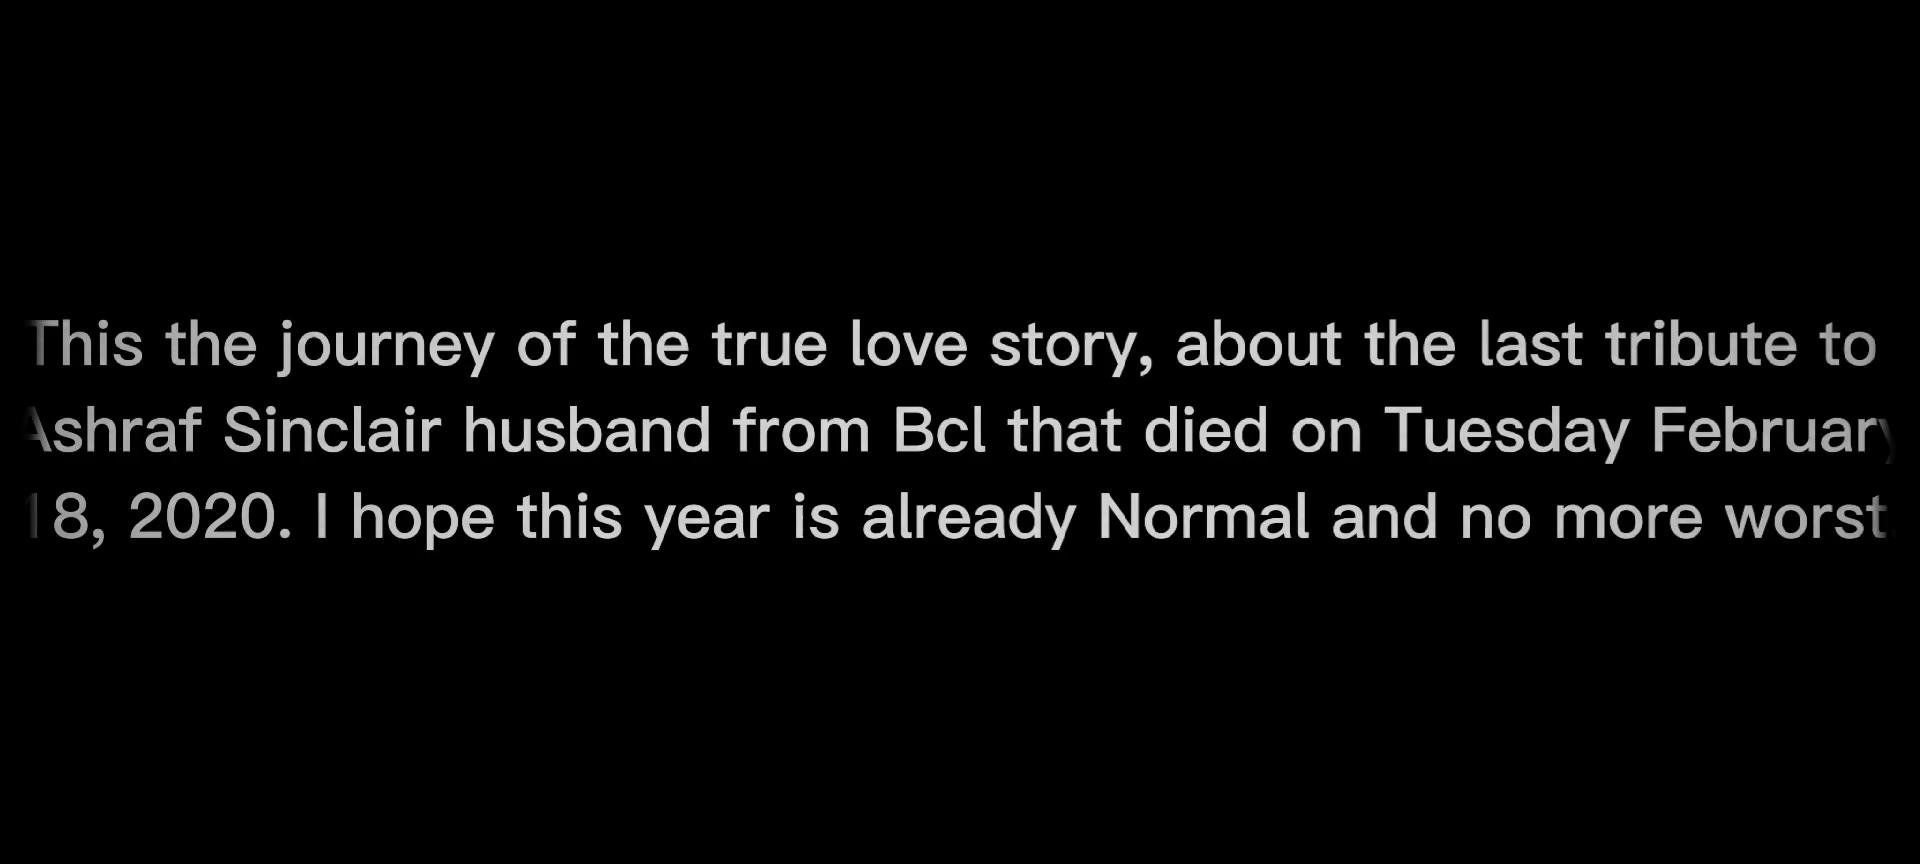 This the journey of the true love story, about the last tribute to
Ashraf Sinclair husband from Bcl that died on Tuesday February
18, 2020. I hope this year is already Normal and no more worst.